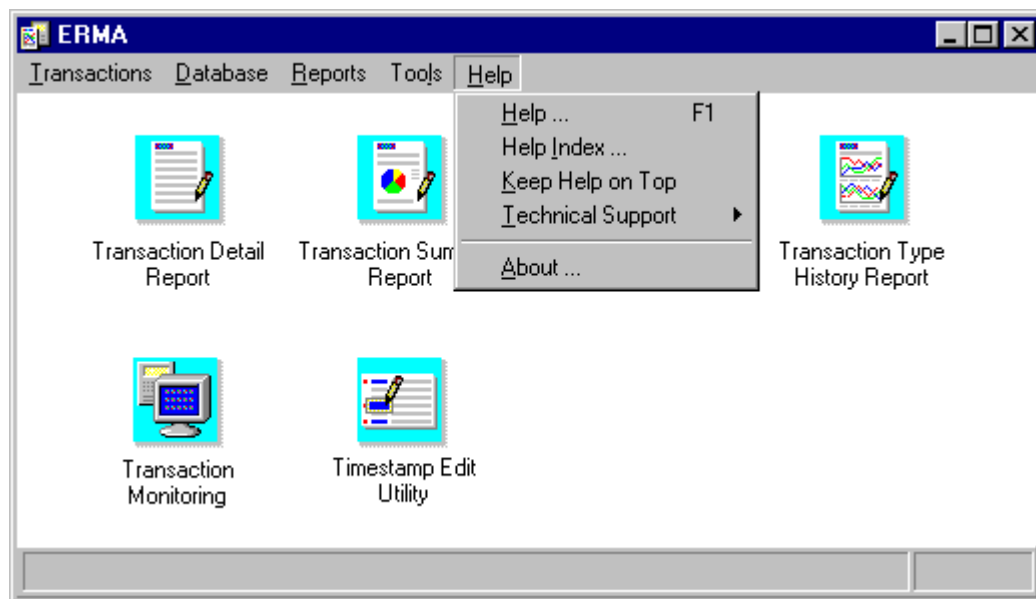 ERMA
Transactions Database Reports Tools Help
Help ... F1
Help Index ...
Keep Help on Top
Technical Support
About ...
Transaction Detail
Report
Transaction
Report
Transaction Type
History Report
Transaction
Monitoring
Timestamp Edit
Utility